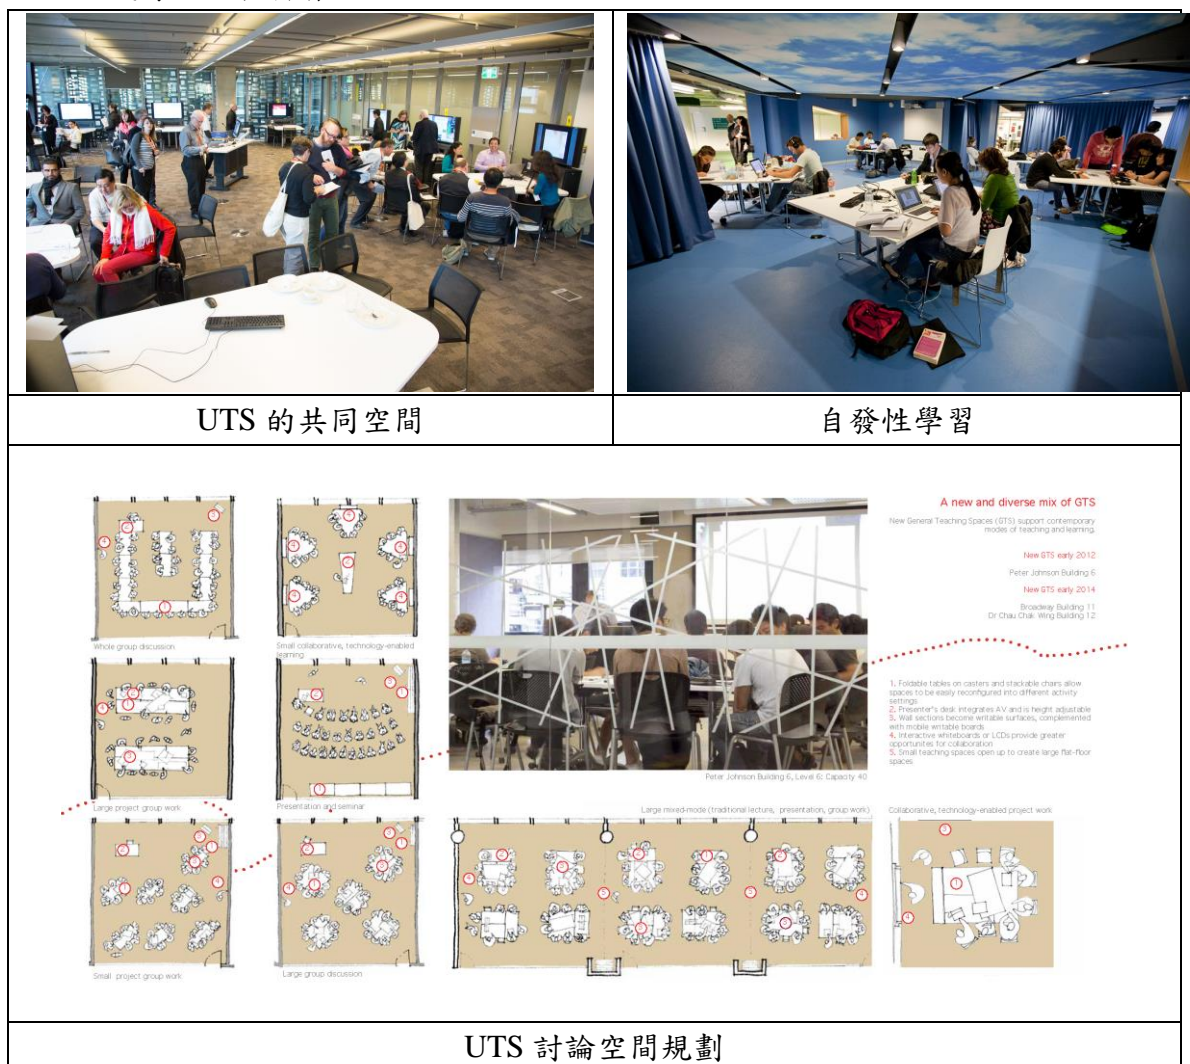 UTS 的共同空間
自發性學習
A new and diverse mix of GTS
New General Teaching Spaces (GTS) support contemporary
modes of teaching and learning.
New GTS early 2012
Peter Johnson Building 6
New GTS early 2014
Broadway Building 11
Dr Chau Chak Wing Building 12
Whole group discussion
Small collaborative, technology-enabled
learning
1. Foldable tables on casters and stackable chairs allow
spaces to be easily reconfigured into different activity
settings
2. Presenter's desk integrates AV and is height adjustable
3. Wall sections become writable surfaces, complemented
with mobile writable boards
4. Interactive whiteboards or LCDs provide greater
opportunites for collaboration
5. Small teaching spaces open up to create large flat-floor
spaces
Peter Johnson Building 6, Level 6: Capacity 40
Large project group work
Presentation and seminar
Large mixed-mode (traditional lecture, presentation, group work)
Collaborative, technology-enabled project work
Small project group work
Large group discussion
UTS 討論空間規劃